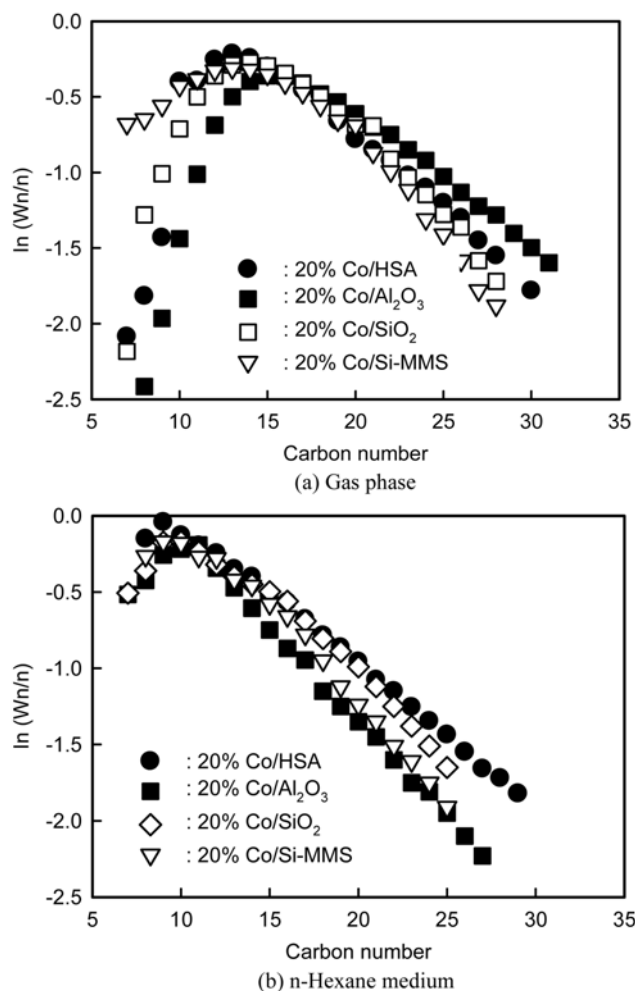 0.0
-0.5
-1.0
-1.5
-2.0
-2.5
ln (Wn/n)
: 20% Co/HSA
: 20% Co/Al₂O₃
: 20% Co/SiO₂
: 20% Co/Si-MMS
5 10 15 20 25 30 35
Carbon number
(a) Gas phase
0.0
-0.5
-1.0
-1.5
-2.0
-2.5
ln (Wn/n)
: 20% Co/HSA
: 20% Co/Al₂O₃
: 20% Co/SiO₂
: 20% Co/Si-MMS
5 10 15 20 25 30 35
Carbon number
(b) n-Hexane medium